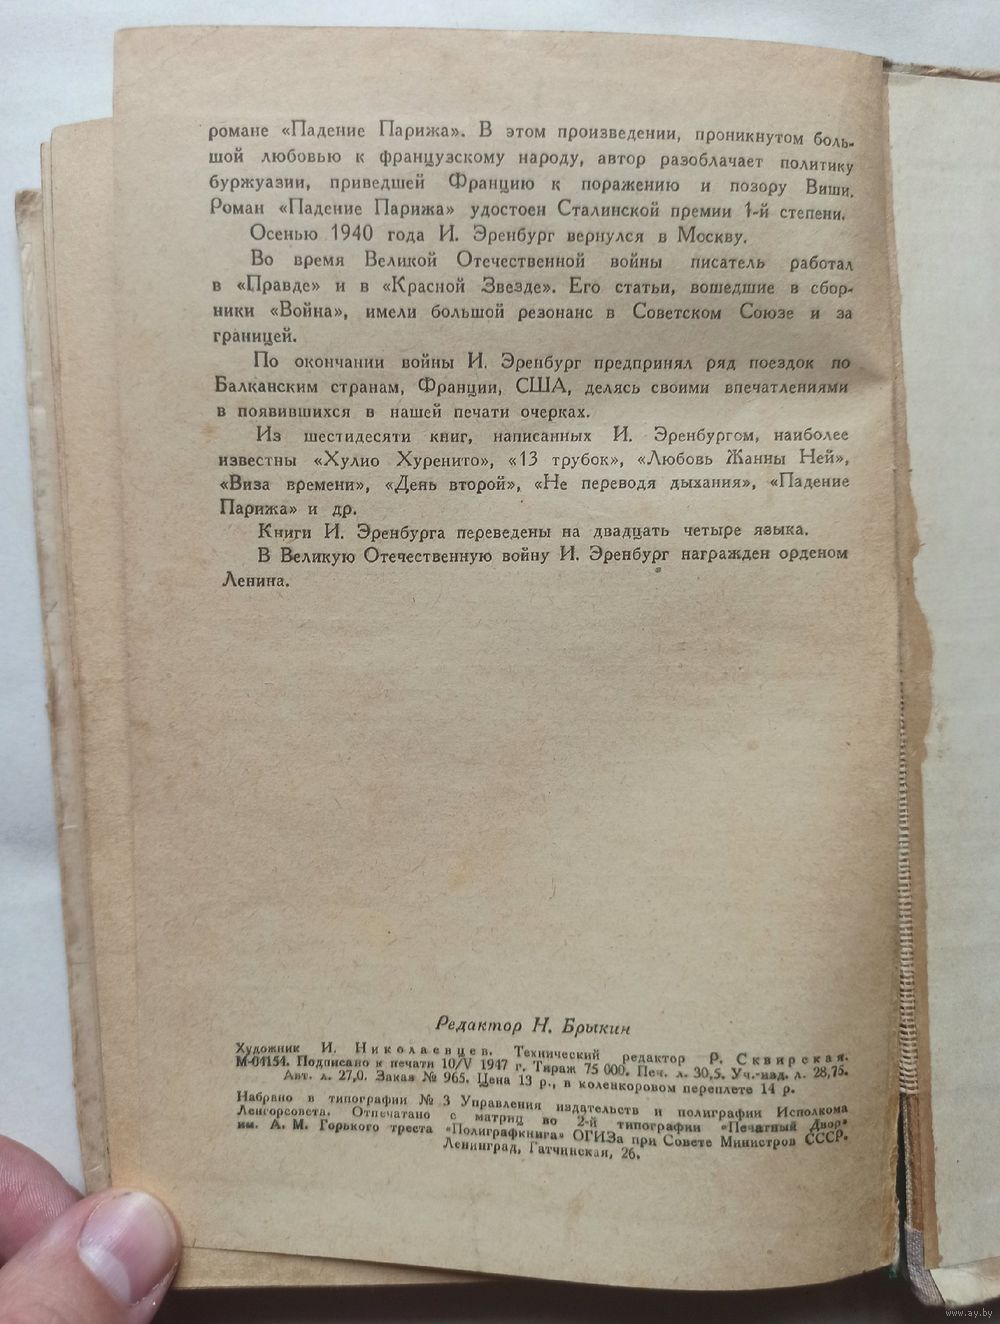 романе «Падение Парижа». В этом произведении, проникнутом боль-
шой любовью к французскому народу, автор разоблачает политику
буржуазии, приведшей Францию к поражению и позору Виши.
Роман «Падение Парижа» удостоен Сталинской премии 1-й степени.
Осенью 1940 года И. Эренбург вернулся в Москву.
Во время Великой Отечественной войны писатель работал
в «Правде» и в «Красной Звезде». Его статьи, вошедшие в сбор-
ники «Война», имели большой резонанс в Советском Союзе и за
границей.
По окончании войны И. Эренбург предпринял ряд поездок по
Балканским странам, Франции, США, делясь своими впечатлениями
в появившихся в нашей печати очерках.
Из шестидесяти книг, написанных И. Эренбургом, наиболее
известны «Хулио Хуренито», «13 трубок», «Любовь Жанны Ней»,
«Виза времени», «День второй», «Не переводя дыхания», «Падение
Парижа» и др.
Книги И. Эренбурга переведены на двадцать четыре языка.
В Великую Отечественную войну И. Эренбург награжден орденом
Ленина.
Редактор Н. Брыкин
Художник И. Николаевцев. Технический редактор Р. Сквирская.
М-04154. Подписано к печати 10/V 1947 г. Тираж 75 000. Печ. л. 30,5. Уч.-изд. л. 28,75.
Авт. л. 27,0. Заказ № 965. Цена 13 р., в коленкоровом переплете 14 р.
Набрано в типографии № 3 Управления издательств и полиграфии Исполкома
Ленгорсовета. Отпечатано с матриц во 2-й типографии «Печатный Двор»
им. А. М. Горького треста «Полиграфкнига» ОГИЗа при Совете Министров СССР.
Ленинград, Гатчинская, 26.
www.ay.by